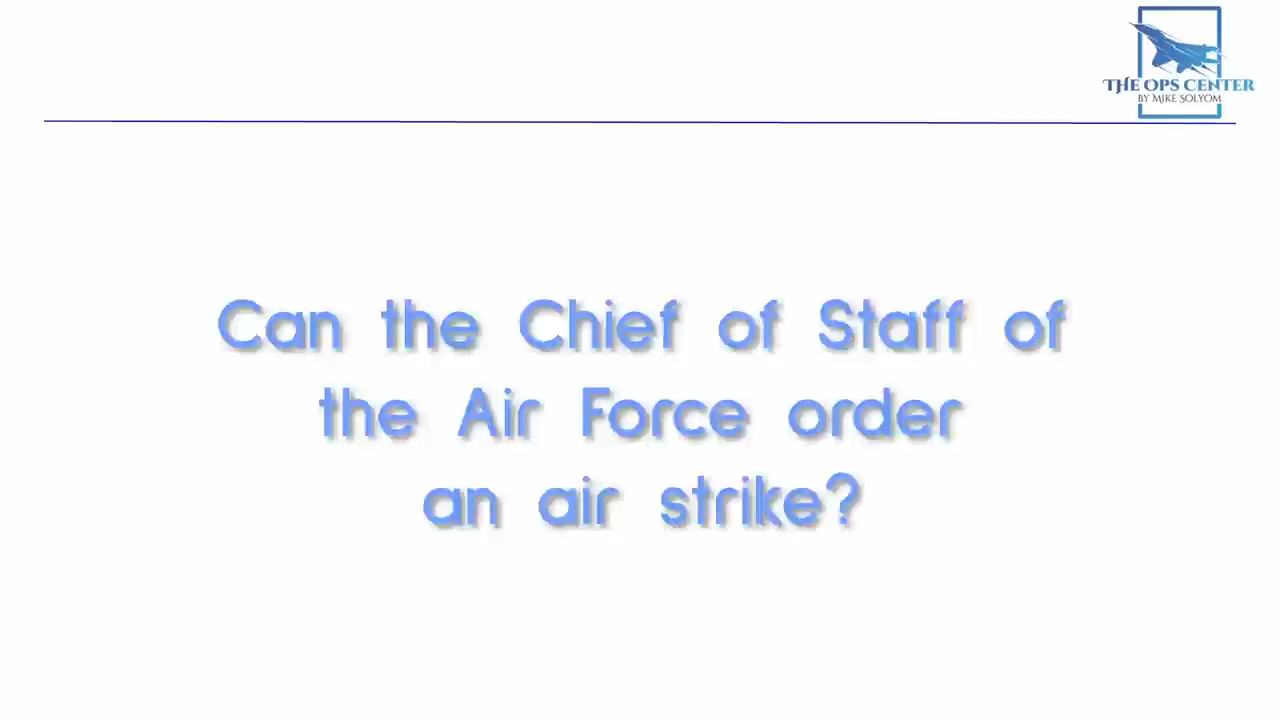 THE OPS CENTER
BY MIKE SOLYOM
Can the Chief of Staff of
the Air Force order
an air strike?